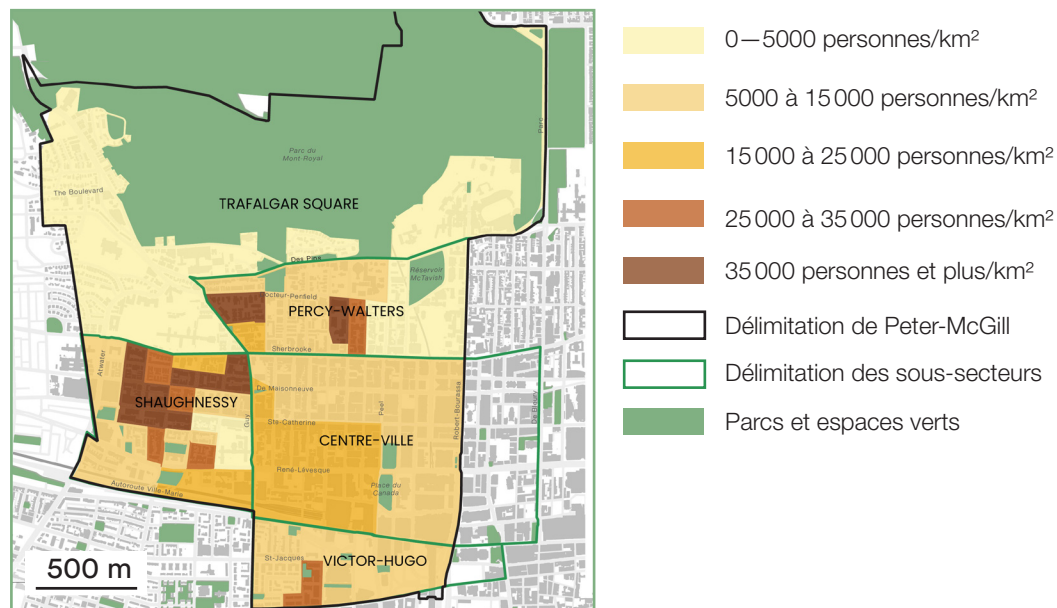 Parc du
Mont-Royal
Parc
The Boulevard
TRAFALGAR SQUARE
Des Pins
Réservoir
McTavish
Docteur-Penfield
PERCY-WALTERS
Sherbrooke
Atwater
De Maisonneuve
SHAUGHNESSY
Guy
Ste-Catherine
Peel
Robert-Bourassa
De Bleury
CENTRE-VILLE
René-Lévesque
Autoroute Ville-Marie
Place du
Canada
St-Jacques
VICTOR-HUGO
500 m
0—5000 personnes/km²
5000 à 15 000 personnes/km²
15 000 à 25 000 personnes/km²
25 000 à 35 000 personnes/km²
35 000 personnes et plus/km²
Délimitation de Peter-McGill
Délimitation des sous-secteurs
Parcs et espaces verts